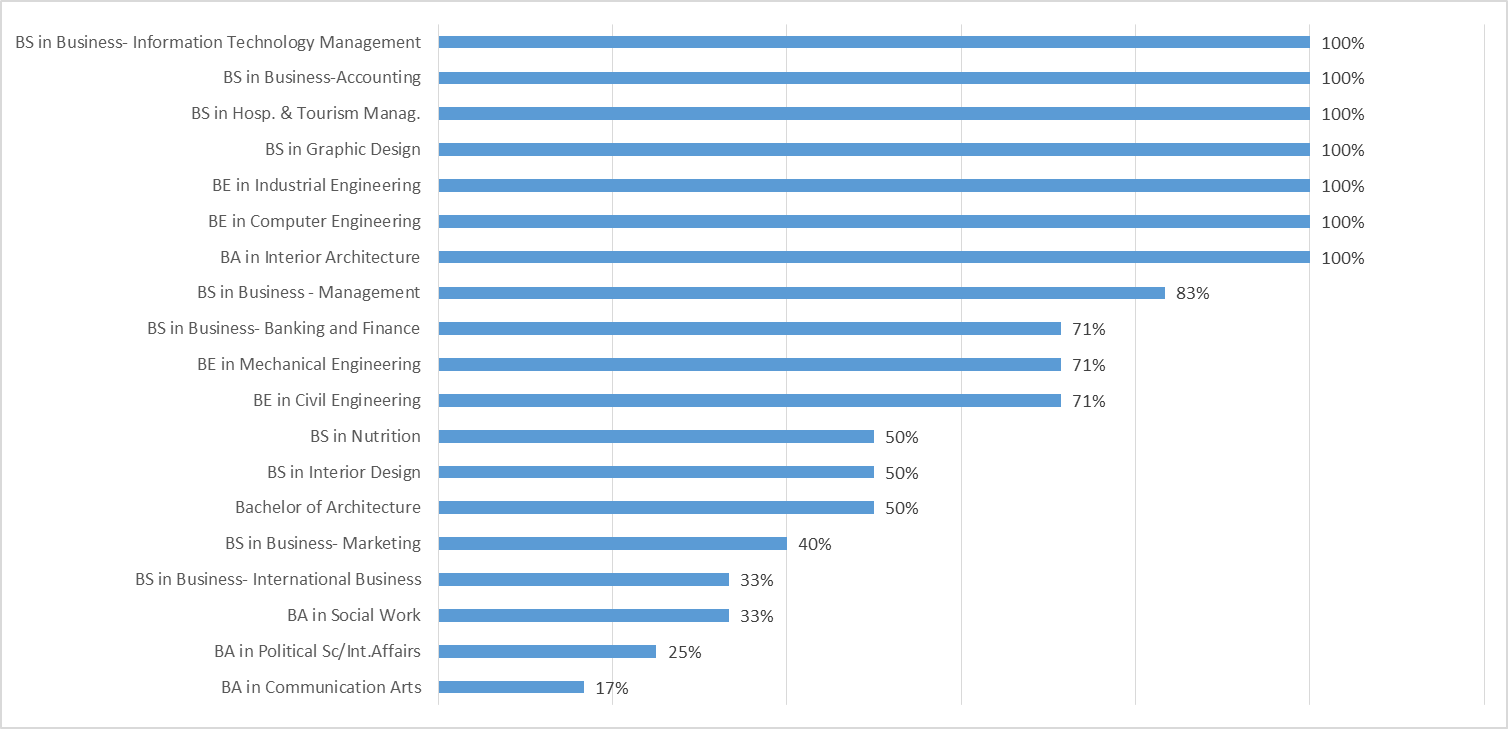 BS in Business- Information Technology Management 100%
BS in Business-Accounting 100%
BS in Hosp. & Tourism Manag. 100%
BS in Graphic Design 100%
BE in Industrial Engineering 100%
BE in Computer Engineering 100%
BA in Interior Architecture 100%
BS in Business - Management 83%
BS in Business- Banking and Finance 71%
BE in Mechanical Engineering 71%
BE in Civil Engineering 71%
BS in Nutrition 50%
BS in Interior Design 50%
Bachelor of Architecture 50%
BS in Business- Marketing 40%
BS in Business- International Business 33%
BA in Social Work 33%
BA in Political Sc/Int.Affairs 25%
BA in Communication Arts 17%